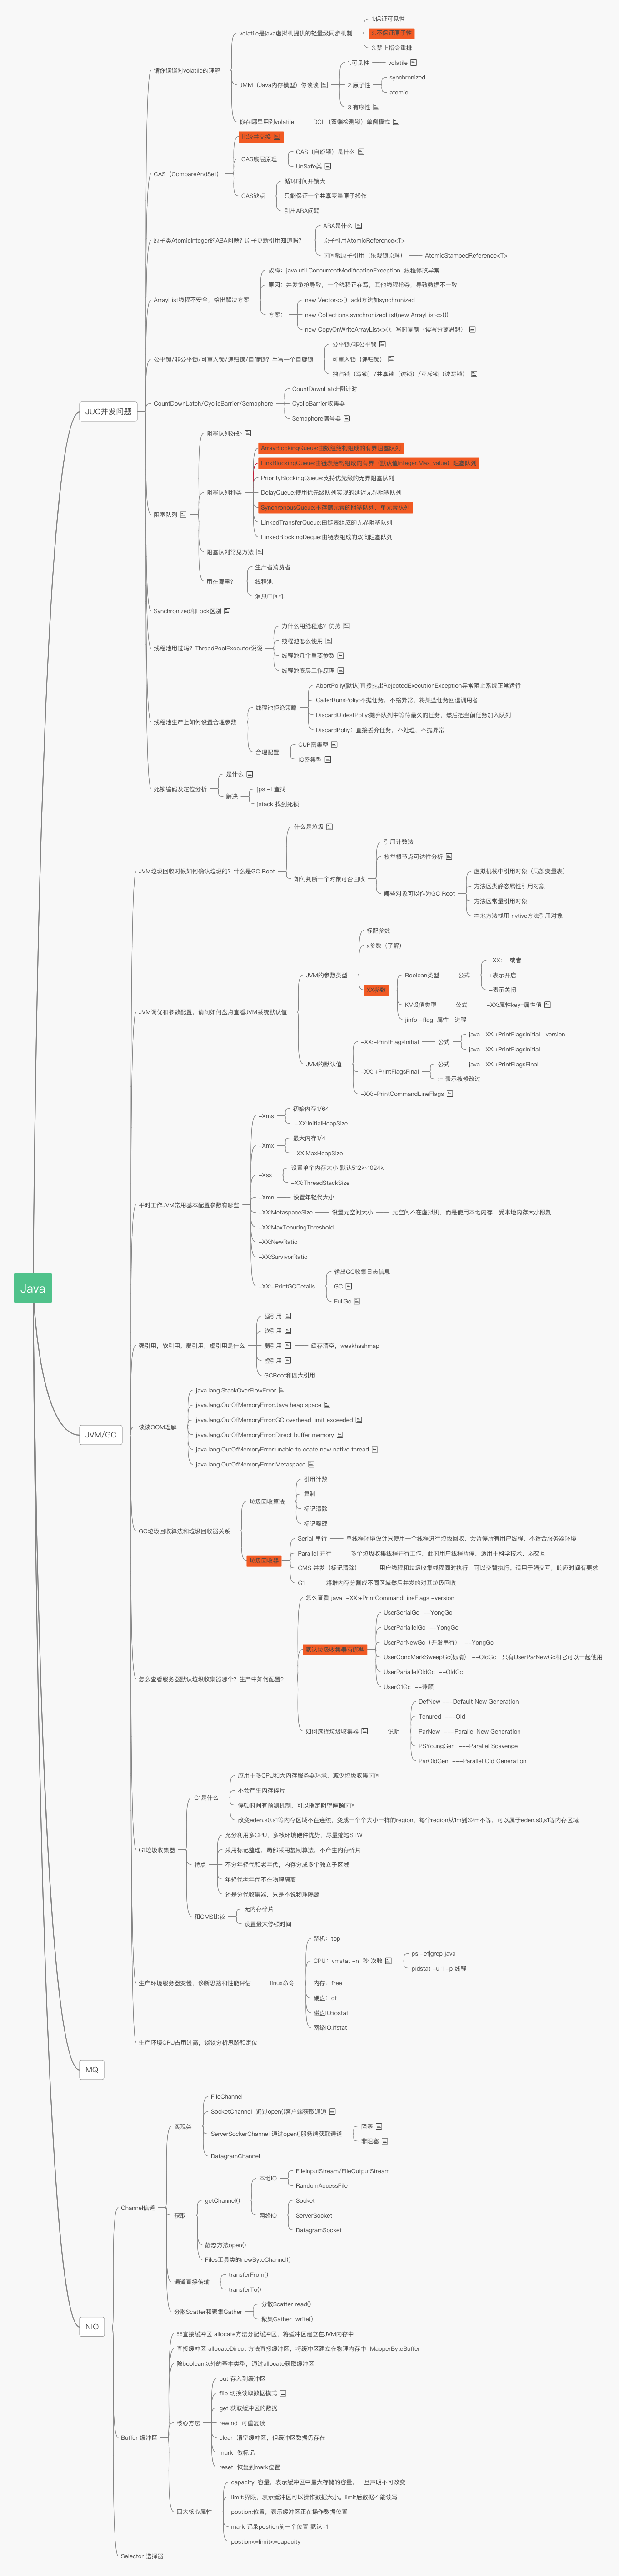 Java
JUC并发问题
请你谈谈对volatile的理解
volatile是java虚拟机提供的轻量级同步机制
1.保证可见性
2.不保证原子性
3.禁止指令重排
JMM（Java内存模型）你谈谈
1.可见性
volatile
2.原子性
synchronized
atomic
3.有序性
你在哪里用到volatile
DCL（双端检测锁）单例模式
CAS（CompareAndSet）
比较并交换
CAS底层原理
CAS（自旋锁）是什么
UnSafe类
CAS缺点
循环时间开销大
只能保证一个共享变量原子操作
引出ABA问题
原子类AtomicInteger的ABA问题？原子更新引用知道吗？
ABA是什么
原子引用AtomicReference<T>
时间戳原子引用（乐观锁原理）
AtomicStampedReference<T>
ArrayList线程不安全，给出解决方案
故障：java.util.ConcurrentModificationException 线程修改异常
原因：并发争抢导致，一个线程正在写，其他线程抢夺，导致数据不一致
方案：
new Vector<>() add方法加synchronized
new Collections.synchronizedList(new ArrayList<>())
new CopyOnWriteArrayList<>(); 写时复制（读写分离思想）
公平锁/非公平锁/可重入锁/递归锁/自旋锁？手写一个自旋锁
公平锁/非公平锁
可重入锁（递归锁）
独占锁（写锁）/共享锁（读锁）/互斥锁（读写锁）
CountDownLatch/CyclicBarrier/Semaphore
CountDownLatch倒计时
CyclicBarrier收集器
Semaphore信号器
阻塞队列
阻塞队列好处
阻塞队列种类
ArrayBlockingQueue:由数组结构组成的有界阻塞队列
LinkBlockingQueue:由链表结构组成的有界（默认值Integer.Max_value）阻塞队列
PriorityBlockingQueue:支持优先级的无界阻塞队列
DelayQueue:使用优先级队列实现的延迟无界阻塞队列
SynchronousQueue:不存储元素的阻塞队列，单元素队列
LinkedTransferQueue:由链表组成的无界阻塞队列
LinkedBlockingDeque:由链表组成的双向阻塞队列
阻塞队列常见方法
用在哪里？
生产者消费者
线程池
消息中间件
Synchronized和Lock区别
线程池用过吗？ThreadPoolExecutor说说
为什么用线程池？优势
线程池怎么使用
线程池几个重要参数
线程池底层工作原理
线程池生产上如何设置合理参数
线程池拒绝策略
AbortPoliy(默认)直接抛出RejectedExecutionException异常阻止系统正常运行
CallerRunsPoliy:不抛任务，不给异常，将某些任务回退调用者
DiscardOldestPoliy:抛弃队列中等待最久的任务，然后把当前任务加入队列
DiscardPoliy：直接丢弃任务，不处理，不抛异常
合理配置
CUP密集型
IO密集型
死锁编码及定位分析
是什么
解决
jps -l 查找
jstack 找到死锁
JVM/GC
JVM垃圾回收时候如何确认垃圾的？什么是GC Root
什么是垃圾
如何判断一个对象可否回收
引用计数法
枚举根节点可达性分析
哪些对象可以作为GC Root
虚拟机栈中引用对象（局部变量表）
方法区类静态属性引用对象
方法区常量引用对象
本地方法栈用 nvtive方法引用对象
JVM调优和参数配置，请问如何盘点查看JVM系统默认值
JVM的参数类型
标配参数
x参数（了解）
XX参数
Boolean类型
公式
-XX：+或者-
+表示开启
-表示关闭
KV设值类型
公式
-XX:属性key=属性值
jinfo -flag 属性 进程
JVM的默认值
-XX:+PrintFlagsInitial
公式
java -XX:+PrintFlagsInitial -version
java -XX:+PrintFlagsInitial
-XX::+PrintFlagsFinal
公式
java -XX:+PrintFlagsFinal
:= 表示被修改过
-XX:+PrintCommandLineFlags
平时工作JVM常用基本配置参数有哪些
-Xms
初始内存1/64
-XX:InitialHeapSize
-Xmx
最大内存1/4
-XX:MaxHeapSize
-Xss
设置单个内存大小 默认512k-1024k
-XX:ThreadStackSize
-Xmn
设置年轻代大小
-XX:MetaspaceSize
设置元空间大小
元空间不在虚拟机，而是使用本地内存，受本地内存大小限制
-XX:MaxTenuringThreshold
-XX:NewRatio
-XX:SurvivorRatio
-XX:+PrintGCDetails
输出GC收集日志信息
GC
FullGc
强引用，软引用，弱引用，虚引用是什么
强引用
软引用
弱引用
缓存清空，weakhashmap
虚引用
GCRoot和四大引用
谈谈OOM理解
java.lang.StackOverFlowError
java.lang.OutOfMemoryError:Java heap space
java.lang.OutOfMemoryError:GC overhead limit exceeded
java.lang.OutOfMemoryError:Direct buffer memory
java.lang.OutOfMemoryError:unable to ceate new native thread
java.lang.OutOfMemoryError:Metaspace
GC垃圾回收算法和垃圾回收器关系
垃圾回收算法
引用计数
复制
标记清除
标记整理
垃圾回收器
Serial 串行
单线程环境设计只使用一个线程进行垃圾回收，会暂停所有用户线程，不适合服务器环境
Parallel 并行
多个垃圾收集线程并行工作，此时用户线程暂停，适用于科学技术，弱交互
CMS 并发（标记清除）
用户线程和垃圾收集线程同时执行，可以交替执行，适用于强交互，响应时间有要求
G1
将堆内存分割成不同区域然后并发的对其垃圾回收
怎么查看服务器默认垃圾收集器哪个？生产中如何配置？
怎么查看 java -XX:+PrintCommandLineFlags -version
默认垃圾收集器有哪些
UserSerialGc --YongGc
UserPariallelGc --YongGc
UserParNewGc（并发串行） --YongGc
UserConcMarkSweepGc(标清) --OldGc 只有UserParNewGc和它可以一起使用
UserPariallelOldGc --OldGc
UserG1Gc --兼顾
如何选择垃圾收集器
说明
DefNew ---Default New Generation
Tenured ---Old
ParNew ---Parallel New Generation
PSYoungGen ---Parallel Scavenge
ParOldGen ---Parallel Old Generation
G1垃圾收集器
G1是什么
应用于多CPU和大内存服务器环境，减少垃圾收集时间
不会产生内存碎片
停顿时间有预测机制，可以指定期望停顿时间
改变eden,s0,s1等内存区域不在连续，变成一个个大小一样的region，每个region从1m到32m不等，可以属于eden,s0,s1等内存区域
特点
充分利用多CPU，多核环境硬件优势，尽量缩短STW
采用标记整理，局部采用复制算法，不产生内存碎片
不分年轻代和老年代，内存分成多个独立子区域
年轻代老年代不在物理隔离
还是分代收集器，只是不说物理隔离
和CMS比较
无内存碎片
设置最大停顿时间
生产环境服务器变慢，诊断思路和性能评估
linux命令
整机：top
CPU：vmstat -n 秒 次数
ps -ef|grep java
pidstat -u 1 -p 线程
内存：free
硬盘：df
磁盘IO:iostat
网络IO:ifstat
生产环境CPU占用过高，谈谈分析思路和定位
MQ
NIO
Channel信道
实现类
FileChannel
SocketChannel 通过open()客户端获取通道
ServerSockerChannel 通过open()服务端获取通道
阻塞
非阻塞
DatagramChannel
获取
getChannel()
本地IO
FileInputStream/FileOutputStream
RandomAccessFile
网络IO
Socket
ServerSocket
DatagramSocket
静态方法open()
Files工具类的newByteChannel()
通道直接传输
transferFrom()
transferTo()
分散Scatter和聚集Gather
分散Scatter read()
聚集Gather write()
Buffer 缓冲区
非直接缓冲区 allocate方法分配缓冲区，将缓冲区建立在JVM内存中
直接缓冲区 allocateDirect 方法直接缓冲区，将缓冲区建立在物理内存中 MapperByteBuffer
除boolean以外的基本类型，通过allocate获取缓冲区
核心方法
put 存入到缓冲区
flip 切换读取数据模式
get 获取缓冲区的数据
rewind 可重复读
clear 清空缓冲区，但缓冲区数据仍存在
mark 做标记
reset 恢复到mark位置
四大核心属性
capacity: 容量，表示缓冲区中最大存储的容量，一旦声明不可改变
limit:界限，表示缓冲区可以操作数据大小，limit后数据不能读写
postion:位置，表示缓冲区正在操作数据位置
mark 记录postion前一个位置 默认-1
postion<=limit<=capacity
Selector 选择器